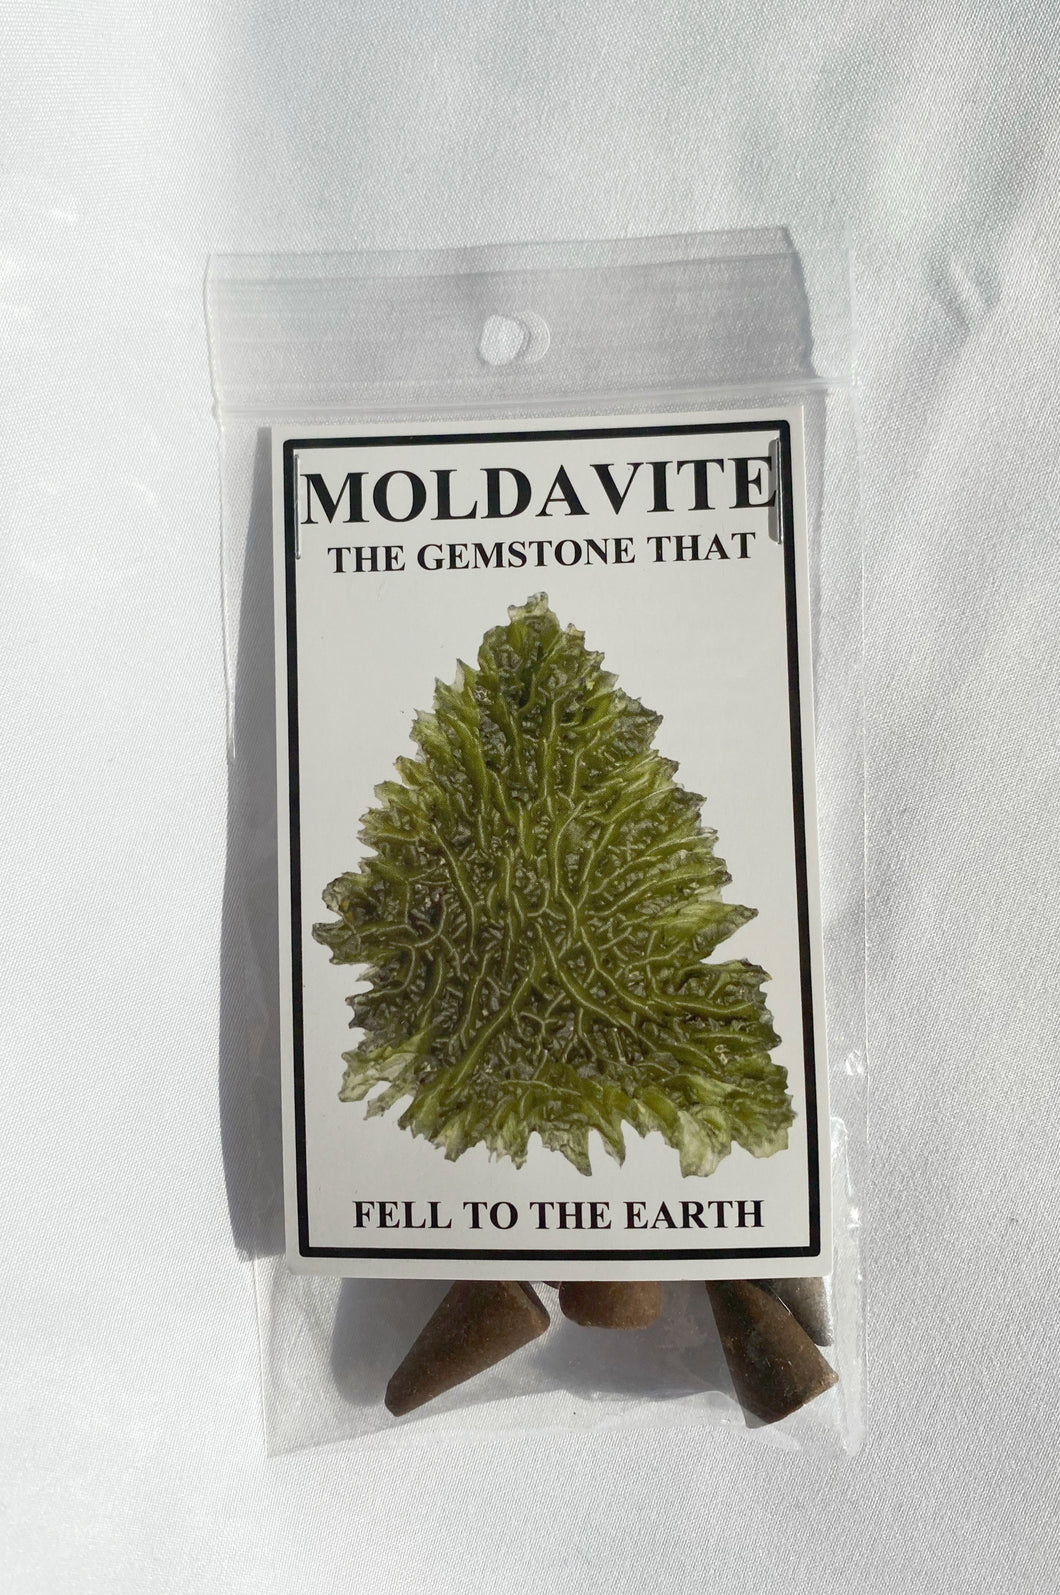 MOLDAVITE
THE GEMSTONE THAT
FELL TO THE EARTH